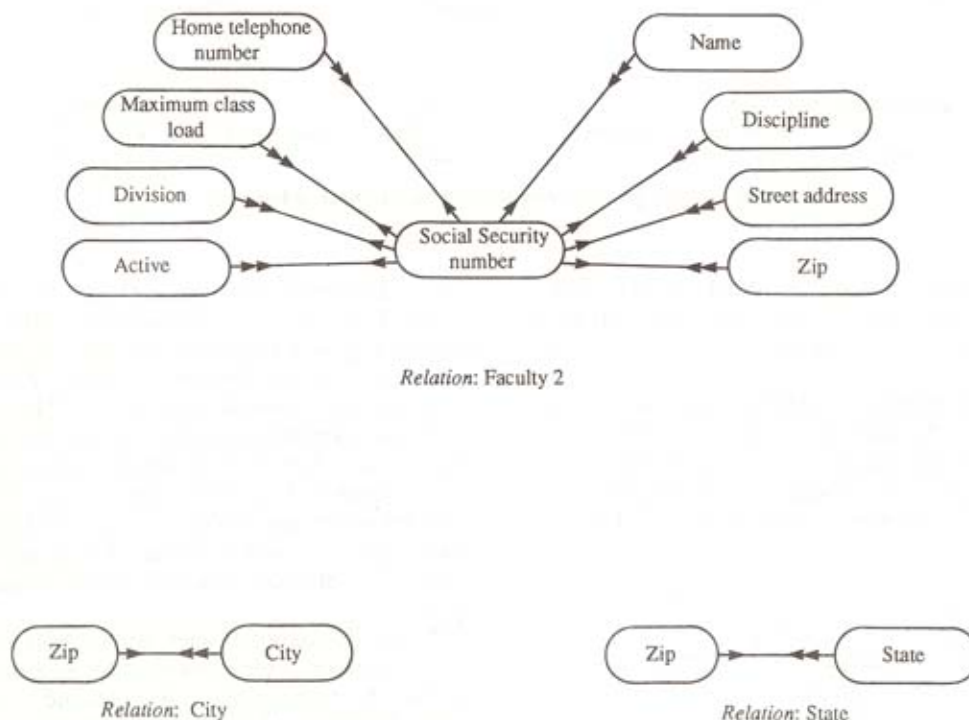 Home telephone
number
Name
Maximum class
load
Discipline
Division
Street address
Social Security
number
Active
Zip
Relation: Faculty 2
Zip
City
Zip
State
Relation: City
Relation: State